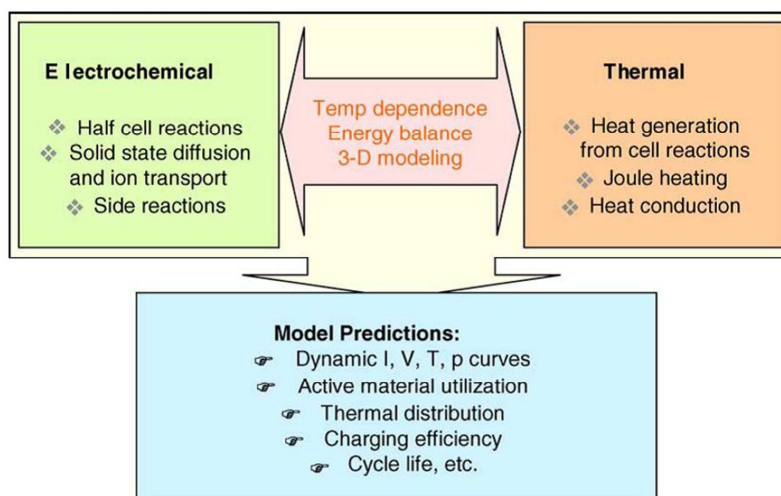 Electrochemical
Half cell reactions
Solid state diffusion
and ion transport
Side reactions
Temp dependence
Energy balance
3-D modeling
Thermal
Heat generation
from cell reactions
Joule heating
Heat conduction
Model Predictions:
Dynamic I, V, T, p curves
Active material utilization
Thermal distribution
Charging efficiency
Cycle life, etc.